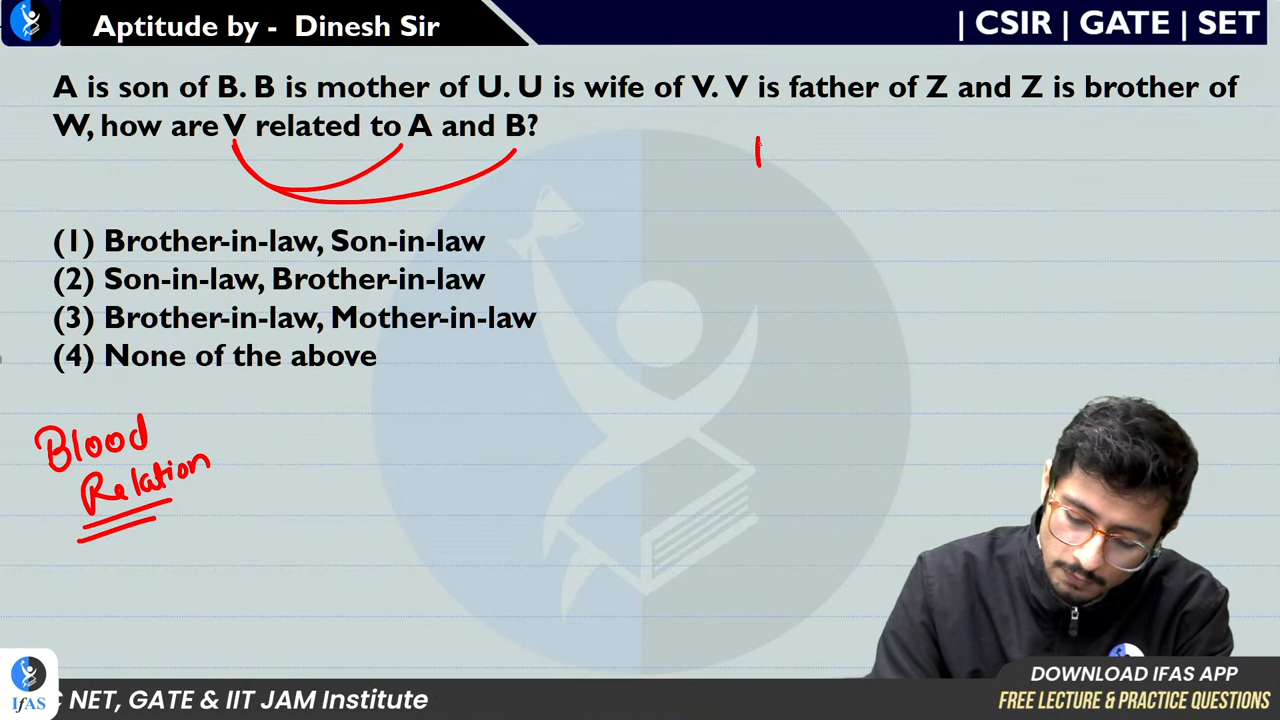 Aptitude by - Dinesh Sir
| CSIR | GATE | SET
A is son of B. B is mother of U. U is wife of V. V is father of Z and Z is brother of
W, how are V related to A and B?
(1) Brother-in-law, Son-in-law
(2) Son-in-law, Brother-in-law
(3) Brother-in-law, Mother-in-law
(4) None of the above
Blood
Relation
DOWNLOAD IFAS APP
FREE LECTURE & PRACTICE QUESTIONS
IfAS
C NET, GATE & IIT JAM Institute